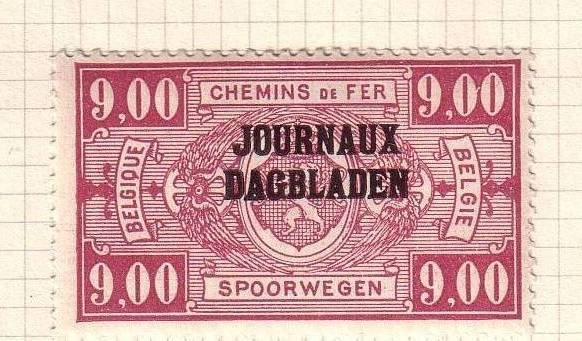 9,00 CHEMINS DE FER 9,00
JOURNAUX
DAGBLADEN
BELGIQUE
BELGIE
9,00 SPOORWEGEN 9,00